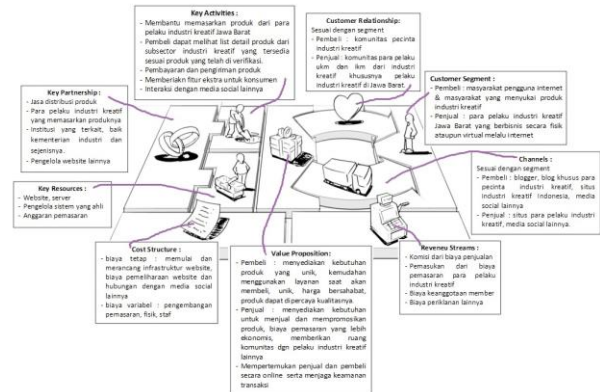 Key Activities :
- Membantu memasarkan produk dari para
pelaku industri kreatif Jawa Barat
- Pembeli dapat melihat list detail produk dari
subsector industri kreatif yang tersedia
sesuai produk yang telah di verifikasi.
- Pembayaran dan pengiriman produk
- Memberiakn fitur ekstra untuk konsumen
- Interaksi dengan media social lainnya
Customer Relationship:
Sesuai dengan segment
- Pembeli : komunitas pecinta
industri kreatif
- Penjual : komunitas para pelaku
ukm dan ikm dari industri
kreatif khususnya pelaku
industri kreatif di Jawa Barat.
Customer Segment :
- Pembeli : masyarakat pengguna internet
& masyarakat yang menyukai produk
industri kreatif
- Penjual : para pelaku industri kreatif
Jawa Barat yang berbisnis secara fisik
ataupun virtual melalu internet
Key Partnership :
- Jasa distribusi produk
- Para pelaku industri kreatif
yang memasarkan produknya
- Institusi yang terkait, baik
kementerian industri dan
sejenisnya.
- Pengelola website lainnya
Channels :
Sesuai dengan segment
- Pembeli : blogger, blog khusus para
pecinta industri kreatif, situs
industri kreatif Indonesia, media
social lainnya
- Penjual : situs para pelaku industri
kreatif, media social lainnya.
Key Resources :
- Website, server
- Pengelola sistem yang ahli
- Anggaran pemasaran
Cost Structure :
- biaya tetap : memulai dan
merancang infrastuktur website,
biaya pemeliharaan website dan
hubungan dengan media social
lainnya
- biaya variabel : pengembangan
pemasaran, fisik, staf
Value Proposition:
- Pembeli : menyediakan kebutuhan
produk yang unik, kemudahan
menggunakan layanan saat akan
membeli, unik, harga bersahabat,
produk dapat di percaya kualitasnya.
- Penjual : menyediakan kebutuhan
untuk menjual dan mempromosikan
produk, biaya pemasaran yang lebih
ekonomis, memberikan ruang
komunitas dgn pelaku industri kreatif
lainnya
- Mempertemukan penjual dan pembeli
secara online serta menjaga keamanan
transaksi
Reveneu Streams :
- Komisi dari biaya penjualan
- Pemasukan dari biaya
pemasaran para pelaku
industri kreatif
- Biaya keanggotaan member
- Biaya periklanan lainnya